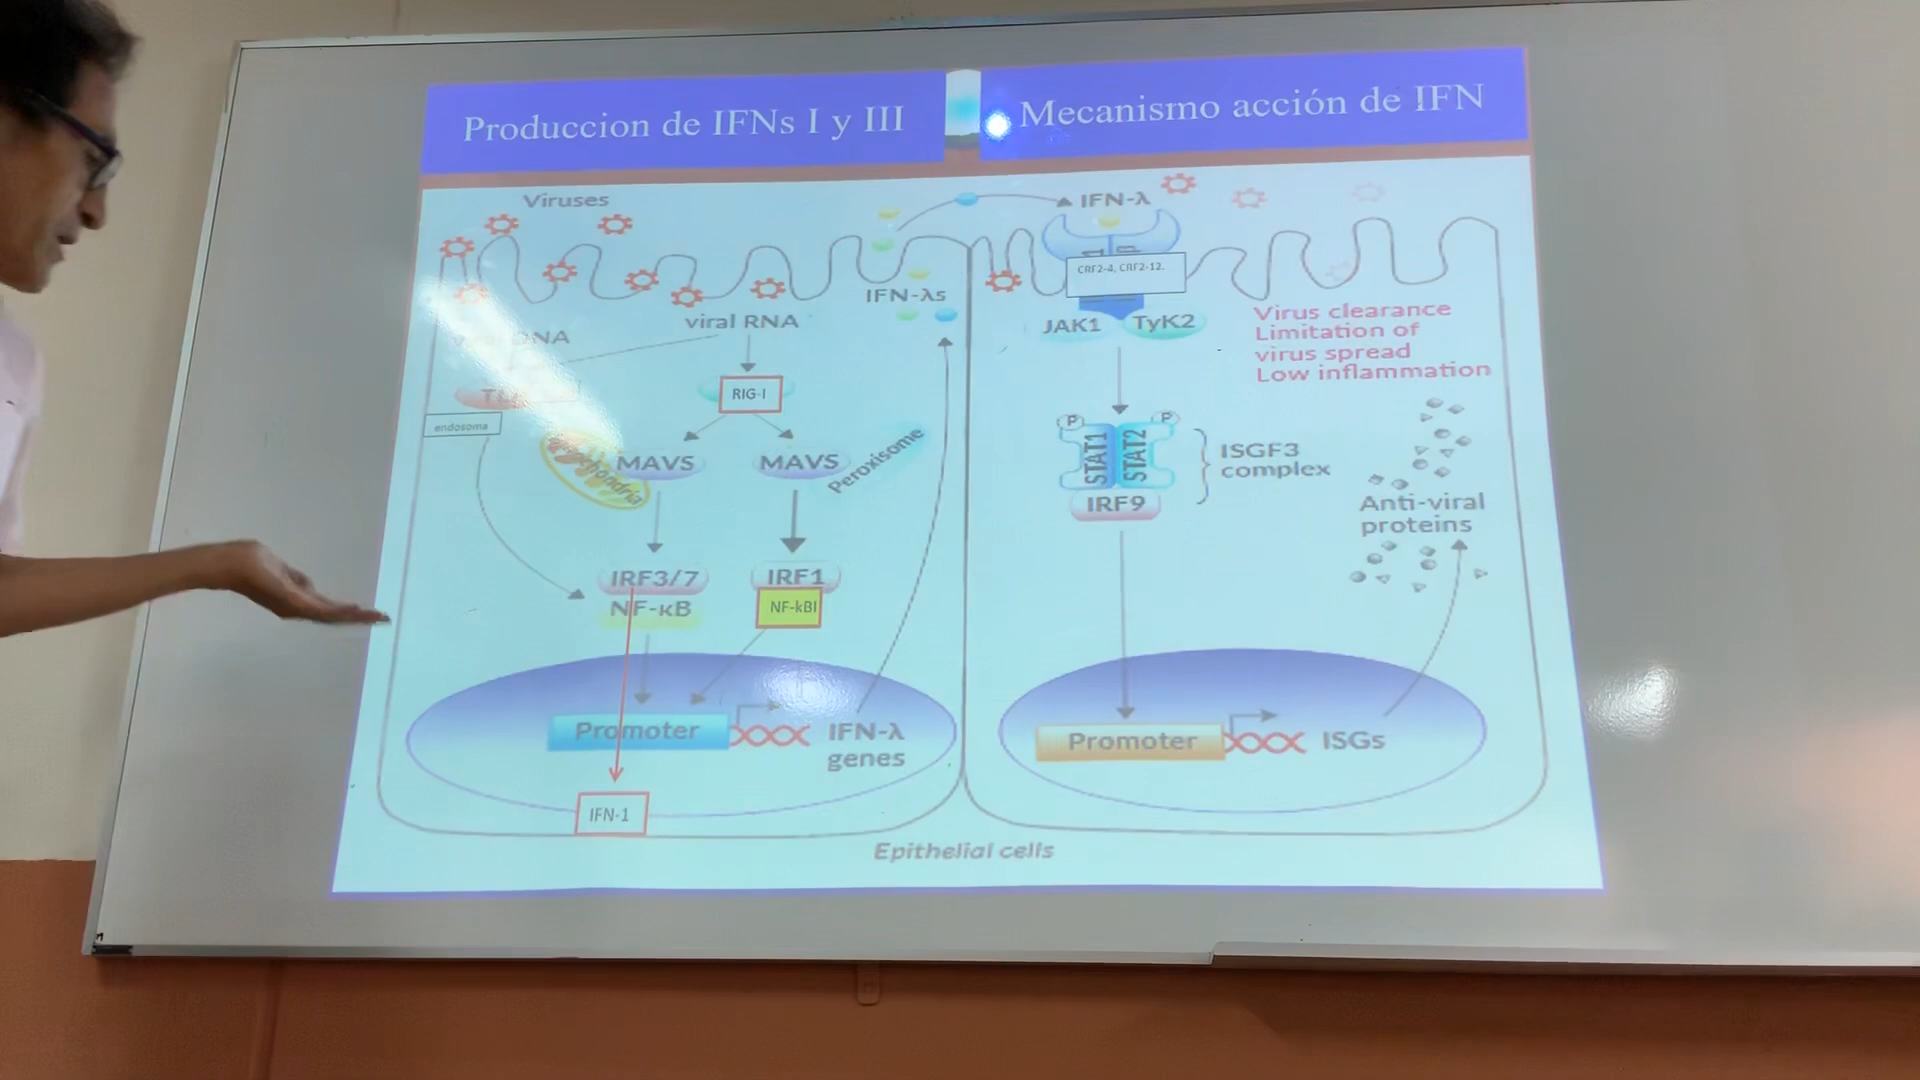 Produccion de IFNs I y III
Mecanismo acción de IFN
Viruses
IFN-λs
viral RNA
RIG-I
endosoma
MAVS
MAVS
Peroxisome
IRF3/7
NF-κB
IRF1
NF-kBI
Promoter
IFN-λ
genes
IFN-1
IFN-λ
CRF2-4, CRF2-12.
JAK1
TyK2
Virus clearance
Limitation of
virus spread
Low inflammation
P
P
STAT1
STAT2
IRF9
ISGF3
complex
Anti-viral
proteins
Promoter
ISGs
Epithelial cells